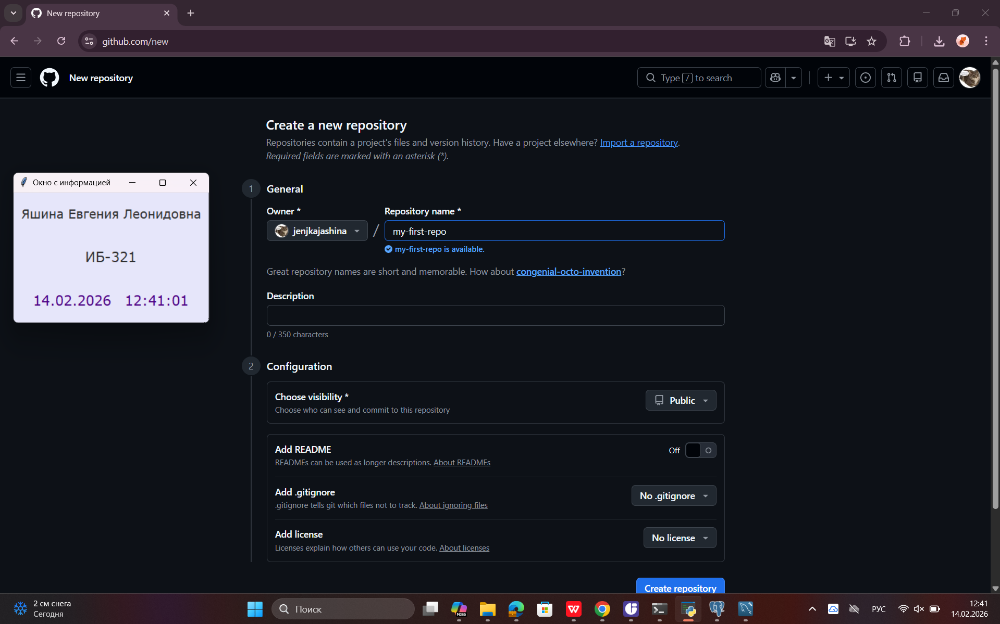 New repository
github.com/new
New repository
Type / to search
Create a new repository
Repositories contain a project's files and version history. Have a project elsewhere? Import a repository.
Required fields are marked with an asterisk (*).
Окно с информацией
Яшина Евгения Леонидовна
ИБ-321
14.02.2026 12:41:01
1 General
Owner *
Repository name *
jenjkajashina / my-first-repo
my-first-repo is available.
Great repository names are short and memorable. How about congenial-octo-invention?
Description
0 / 350 characters
2 Configuration
Choose visibility *
Choose who can see and commit to this repository
Public
Add README
READMEs can be used as longer descriptions. About READMEs
Off
Add .gitignore
.gitignore tells git which files not to track. About ignoring files
No .gitignore
Add license
Licenses explain how others can use your code. About licenses
No license
Create repository
2 см снега
Сегодня
Поиск
M365
РУС
12:41
14.02.2026